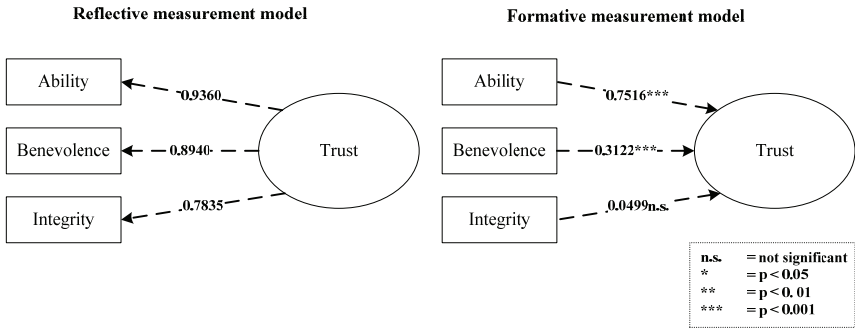 Reflective measurement model
Ability
0.9360
Benevolence
0.8940
Trust
Integrity
0.7835
Formative measurement model
Ability
0.7516***
Benevolence
0.3122***
Trust
Integrity
0.0499n.s.
n.s. = not significant
* = p < 0.05
** = p < 0.01
*** = p < 0.001